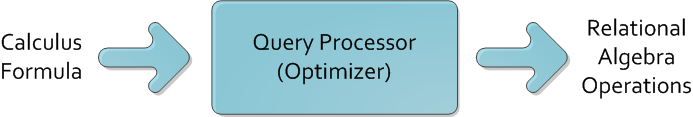 Calculus
Formula
Query Processor
(Optimizer)
Relational
Algebra
Operations